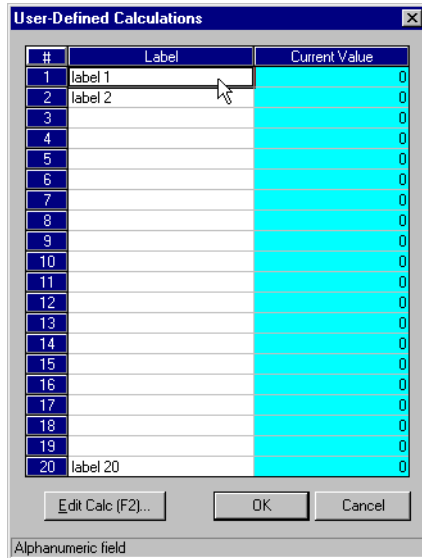 User-Defined Calculations
# Label Current Value
1 label 1 0
2 label 2 0
3 0
4 0
5 0
6 0
7 0
8 0
9 0
10 0
11 0
12 0
13 0
14 0
15 0
16 0
17 0
18 0
19 0
20 label 20 0
Edit Calc (F2)... OK Cancel
Alphanumeric field